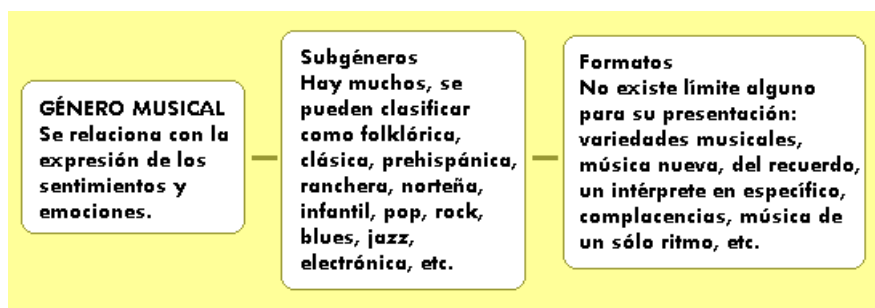 GÉNERO MUSICAL
Se relaciona con la
expresión de los
sentimientos y
emociones.
Subgéneros
Hay muchos, se
pueden clasificar
como folklórica,
clásica, prehispánica,
ranchera, norteña,
infantil, pop, rock,
blues, jazz,
electrónica, etc.
Formatos
No existe límite alguno
para su presentación:
variedades musicales,
música nueva, del recuerdo,
un intérprete en específico,
complacencias, música de
un sólo ritmo, etc.